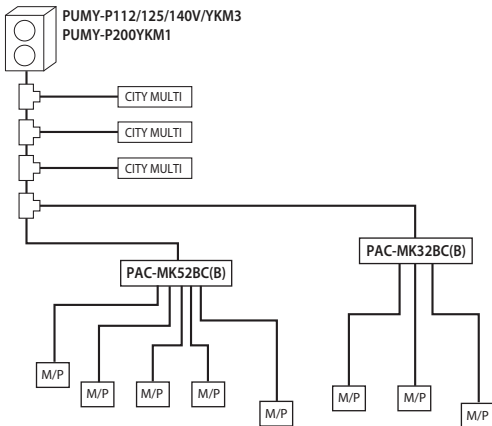 PUMY-P112/125/140V/YKM3
PUMY-P200YKM1
CITY MULTI
CITY MULTI
CITY MULTI
PAC-MK32BC(B)
PAC-MK52BC(B)
M/P
M/P
M/P
M/P
M/P
M/P
M/P
M/P